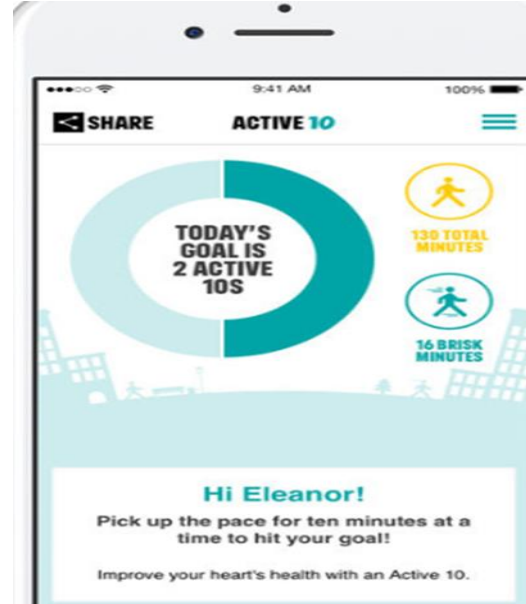 9:41 AM
100%
SHARE
ACTIVE 10
TODAY'S
GOAL IS
2 ACTIVE
10S
130 TOTAL
MINUTES
16 BRISK
MINUTES
Hi Eleanor!
Pick up the pace for ten minutes at a
time to hit your goal!
Improve your heart's health with an Active 10.